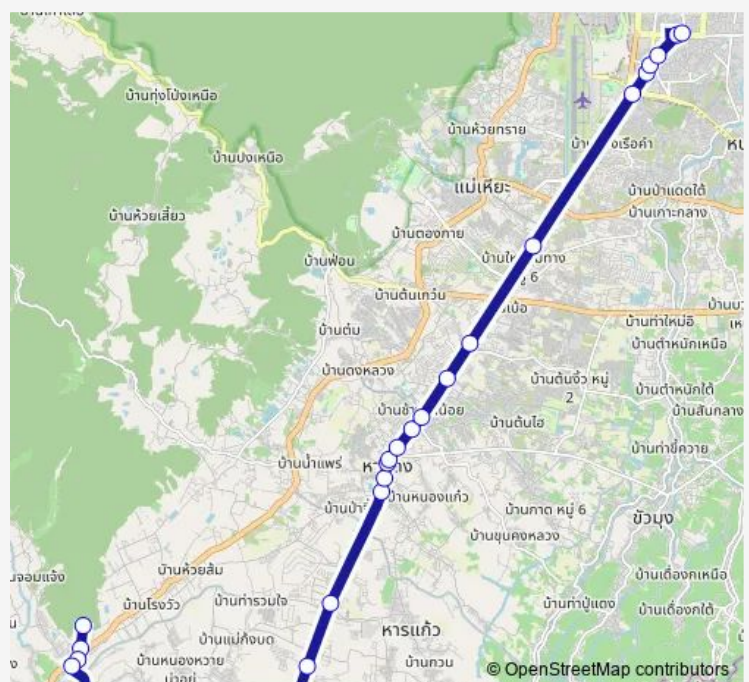 บ้านทุ่งโป่งเหนือ
บ้านห้วยทราย
บ้านปงเหนือ
แม่เหียะ
บ้านป่าแดดใต้
บ้านเกาะกลาง
บ้านห้วยเสี้ยว
บ้านตองกาย
บ้านฟ่อน
บ้านต้นเกว๋น
บ้านท่าใหม่อิ
บ้านต่ม
บ้านตำหนักเหนือ
บ้านดงหลวง
บ้านต้นงิ้ว หมู่
2
บ้านตำหนักใต้
บ้านสันกลาง
บ้านต้นไฮ
บ้านท่าขี้ควาย
บ้านน้ำแพร่
บ้านหนองแก๋ว
บ้านกาด หมู่ 6
ขัวมุง
บ้านขุนคงหลวง
บ้านห้วยส้ม
บ้านเดื่องกเหนือ
บ้านโรงวัว
บ้านท่ารวมใจ
บ้านท่าปูแดง
บ้านเดื่องกใต้
หารแก้ว
บ้านแม่ก้งบด
บ้านหนองหวาย
บ้านกวน
© OpenStreetMap contributors